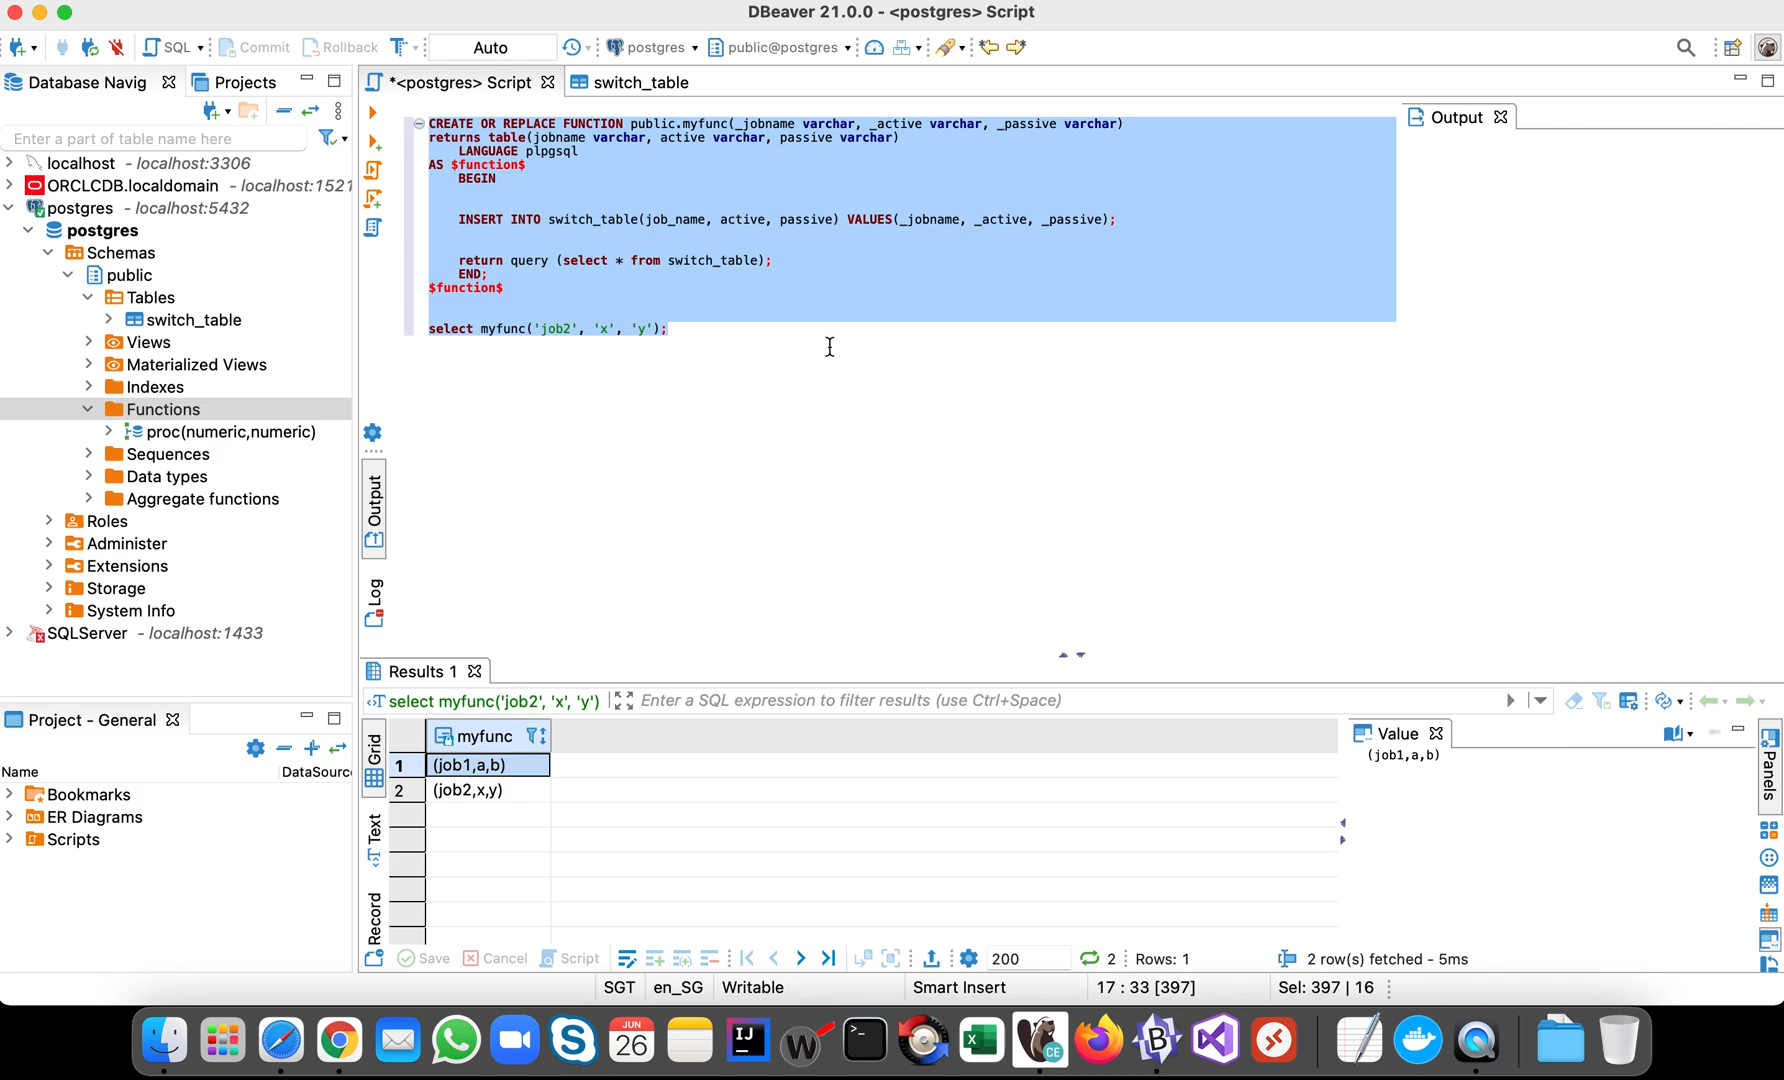 DBeaver 21.0.0 - <postgres> Script
SQL
Commit
Rollback
Auto
postgres
public@postgres
Database Navig
Projects
*<postgres> Script
switch_table
Enter a part of table name here
localhost - localhost:3306
ORCLCDB.localdomain - localhost:1521
postgres - localhost:5432
postgres
Schemas
public
Tables
switch_table
Views
Materialized Views
Indexes
Functions
proc(numeric,numeric)
Sequences
Data types
Aggregate functions
Roles
Administer
Extensions
Storage
System Info
SQLServer - localhost:1433
CREATE OR REPLACE FUNCTION public.myfunc(_jobname varchar, _active varchar, _passive varchar)
returns table(jobname varchar, active varchar, passive varchar)
LANGUAGE plpgsql
AS $function$
BEGIN
INSERT INTO switch_table(job_name, active, passive) VALUES(_jobname, _active, _passive);
return query (select * from switch_table);
END;
$function$
select myfunc('job2', 'x', 'y');
Output
Output
Log
Project - General
Name
DataSource
Bookmarks
ER Diagrams
Scripts
Results 1
select myfunc('job2', 'x', 'y')
Enter a SQL expression to filter results (use Ctrl+Space)
Grid
Text
Record
myfunc
1 (job1,a,b)
2 (job2,x,y)
Value
(job1,a,b)
Panels
Save
Cancel
Script
200
2
Rows: 1
2 row(s) fetched - 5ms
SGT
en_SG
Writable
Smart Insert
17 : 33 [397]
Sel: 397 | 16
JUN
26
IJ
W
>_
X
CE
B